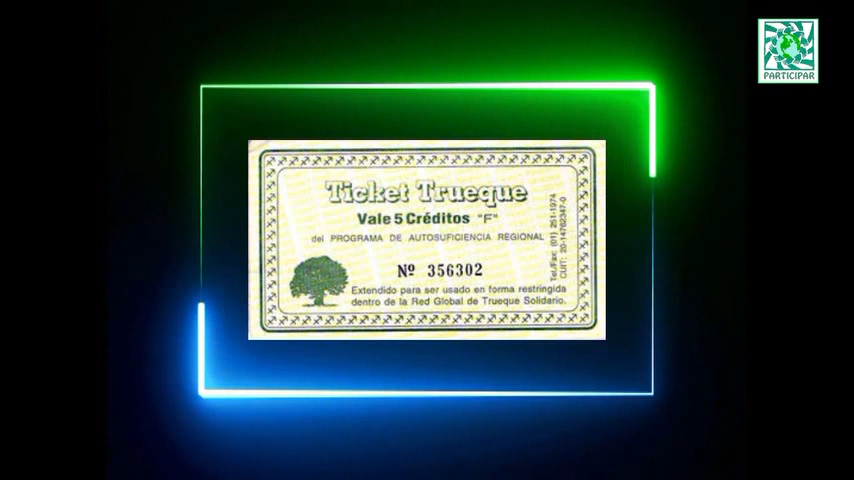 PARTICIPAR
Ticket Trueque
Vale 5 Créditos "F"
del PROGRAMA DE AUTOSUFICIENCIA REGIONAL
Nº 356302
Extendido para ser usado en forma restringida
dentro de la Red Global de Trueque Solidario.
Tel./Fax: (01) 251-1974
CUIT: 20-14762347-0